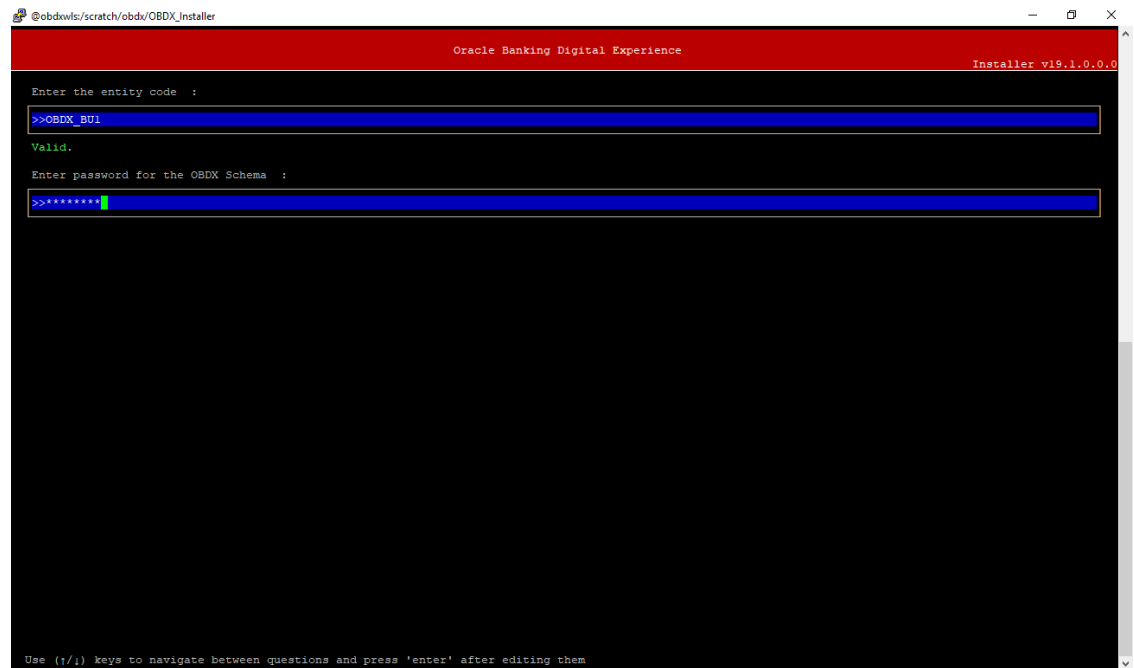 @obdxwls:/scratch/obdx/OBDX_Installer
Oracle Banking Digital Experience
Installer v19.1.0.0.0
Enter the entity code  :
>>OBDX_BU1
Valid.
Enter password for the OBDX Schema  :
>>********
Use (↑/↓) keys to navigate between questions and press 'enter' after editing them